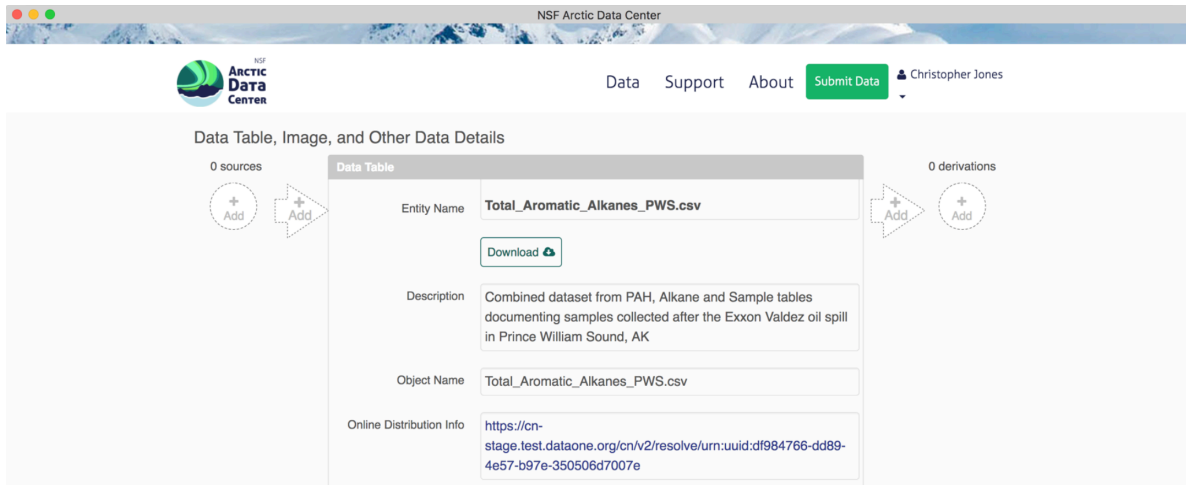 NSF Arctic Data Center
NSF
ARCTIC
DATA
CENTER
Data Support About Submit Data Christopher Jones
Data Table, Image, and Other Data Details
0 sources
+ Add
+ Add
Data Table
0 derivations
+ Add
+ Add
Entity Name Total_Aromatic_Alkanes_PWS.csv
Download
Description Combined dataset from PAH, Alkane and Sample tables
documenting samples collected after the Exxon Valdez oil spill
in Prince William Sound, AK
Object Name Total_Aromatic_Alkanes_PWS.csv
Online Distribution Info https://cn-
stage.test.dataone.org/cn/v2/resolve/urn:uuid:df984766-dd89-
4e57-b97e-350506d7007e